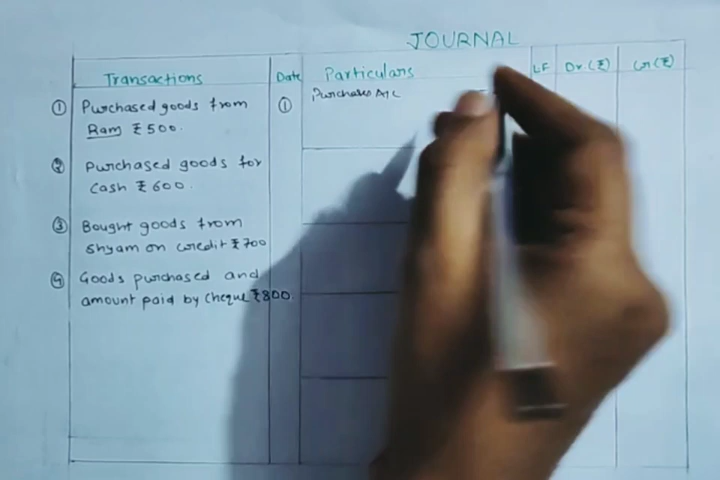 JOURNAL
Transactions Date Particulars LF Dr. (₹) Cr (₹)
① Purchased goods from
Ram ₹ 500.
② Purchased goods for
cash ₹ 600.
③ Bought goods from
Shyam on credit ₹ 700
④ Goods purchased and
amount paid by cheque ₹ 800.
① Purchases A/c